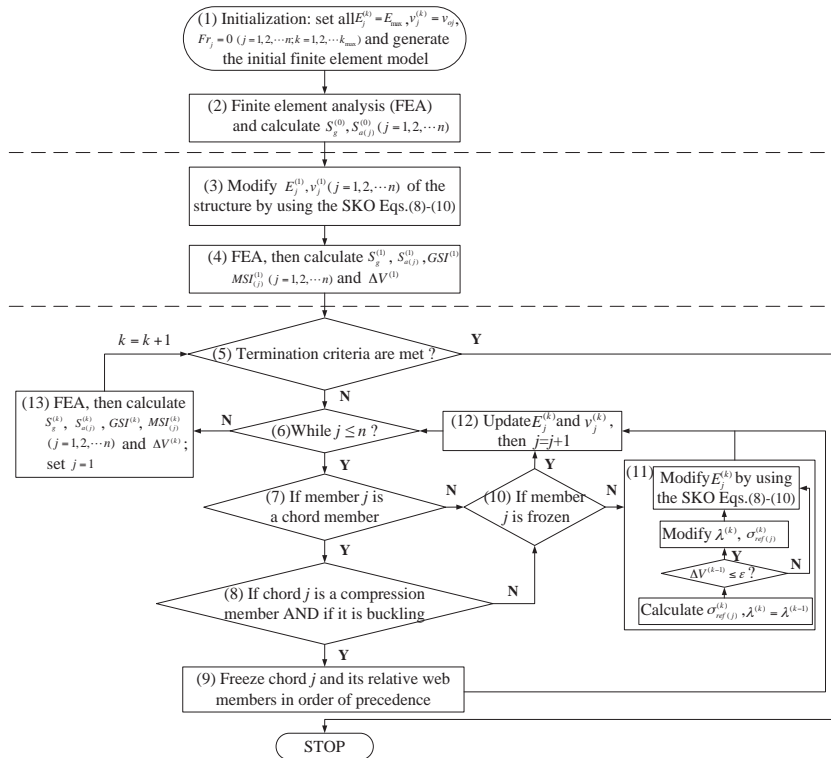 (1) Initialization: set all E_j^(k) = E_max, v_j^(k) = v_oj,
Fr_j = 0 (j = 1,2,⋯n; k = 1,2,⋯k_max) and generate
the initial finite element model
(2) Finite element analysis (FEA)
and calculate S_g^(0), S_a(j)^(0) (j = 1,2,⋯n)
(3) Modify E_j^(1), v_j^(1) (j = 1,2,⋯n) of the
structure by using the SKO Eqs.(8)-(10)
(4) FEA, then calculate S_g^(1), S_a(j)^(1), GSI^(1)
MSI_(j)^(1) (j = 1,2,⋯n) and ΔV^(1)
k = k+1
Y
(5) Termination criteria are met ?
N
(13) FEA, then calculate
S_g^(k), S_a(j)^(k), GSI^(k), MSI_(j)^(k)
(j = 1,2,⋯n) and ΔV^(k);
set j = 1
N
(6)While j ≤ n ?
(12) Update E_j^(k) and v_j^(k),
then j=j+1
Y
Y
(7) If member j is
a chord member
N
(10) If member
j is frozen
N
(11)
Modify E_j^(k) by using
the SKO Eqs.(8)-(10)
Modify λ^(k), σ_ref(j)^(k)
Y
ΔV^(k-1) ≤ ε ?
N
Calculate σ_ref(j)^(k), λ^(k) = λ^(k-1)
Y
(8) If chord j is a compression
member AND if it is buckling
N
Y
(9) Freeze chord j and its relative web
members in order of precedence
STOP